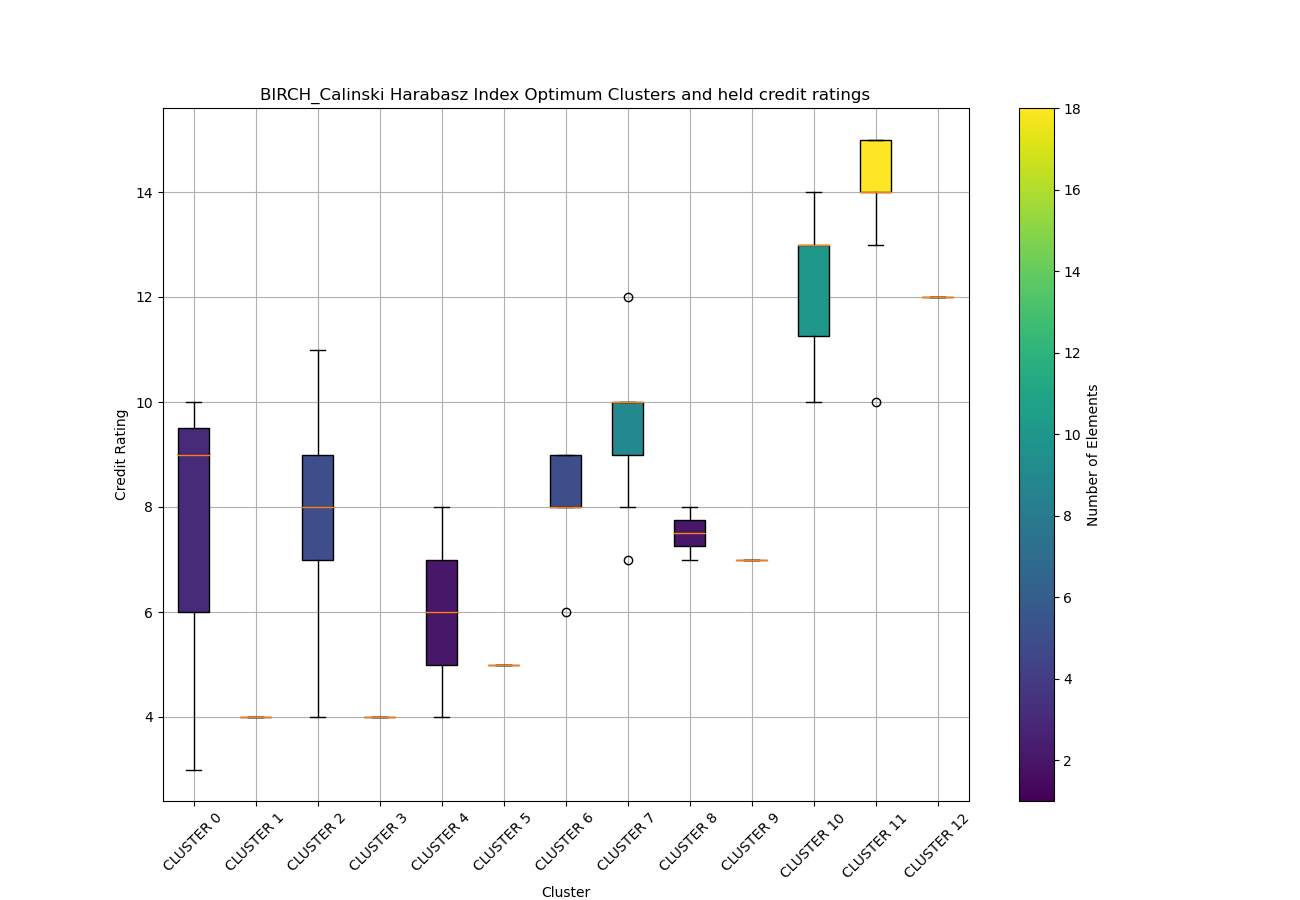 BIRCH_Calinski Harabasz Index Optimum Clusters and held credit ratings
Credit Rating
14
12
10
8
6
4
CLUSTER 0
CLUSTER 1
CLUSTER 2
CLUSTER 3
CLUSTER 4
CLUSTER 5
CLUSTER 6
CLUSTER 7
CLUSTER 8
CLUSTER 9
CLUSTER 10
CLUSTER 11
CLUSTER 12
Cluster
18
16
14
12
10
8
6
4
2
Number of Elements